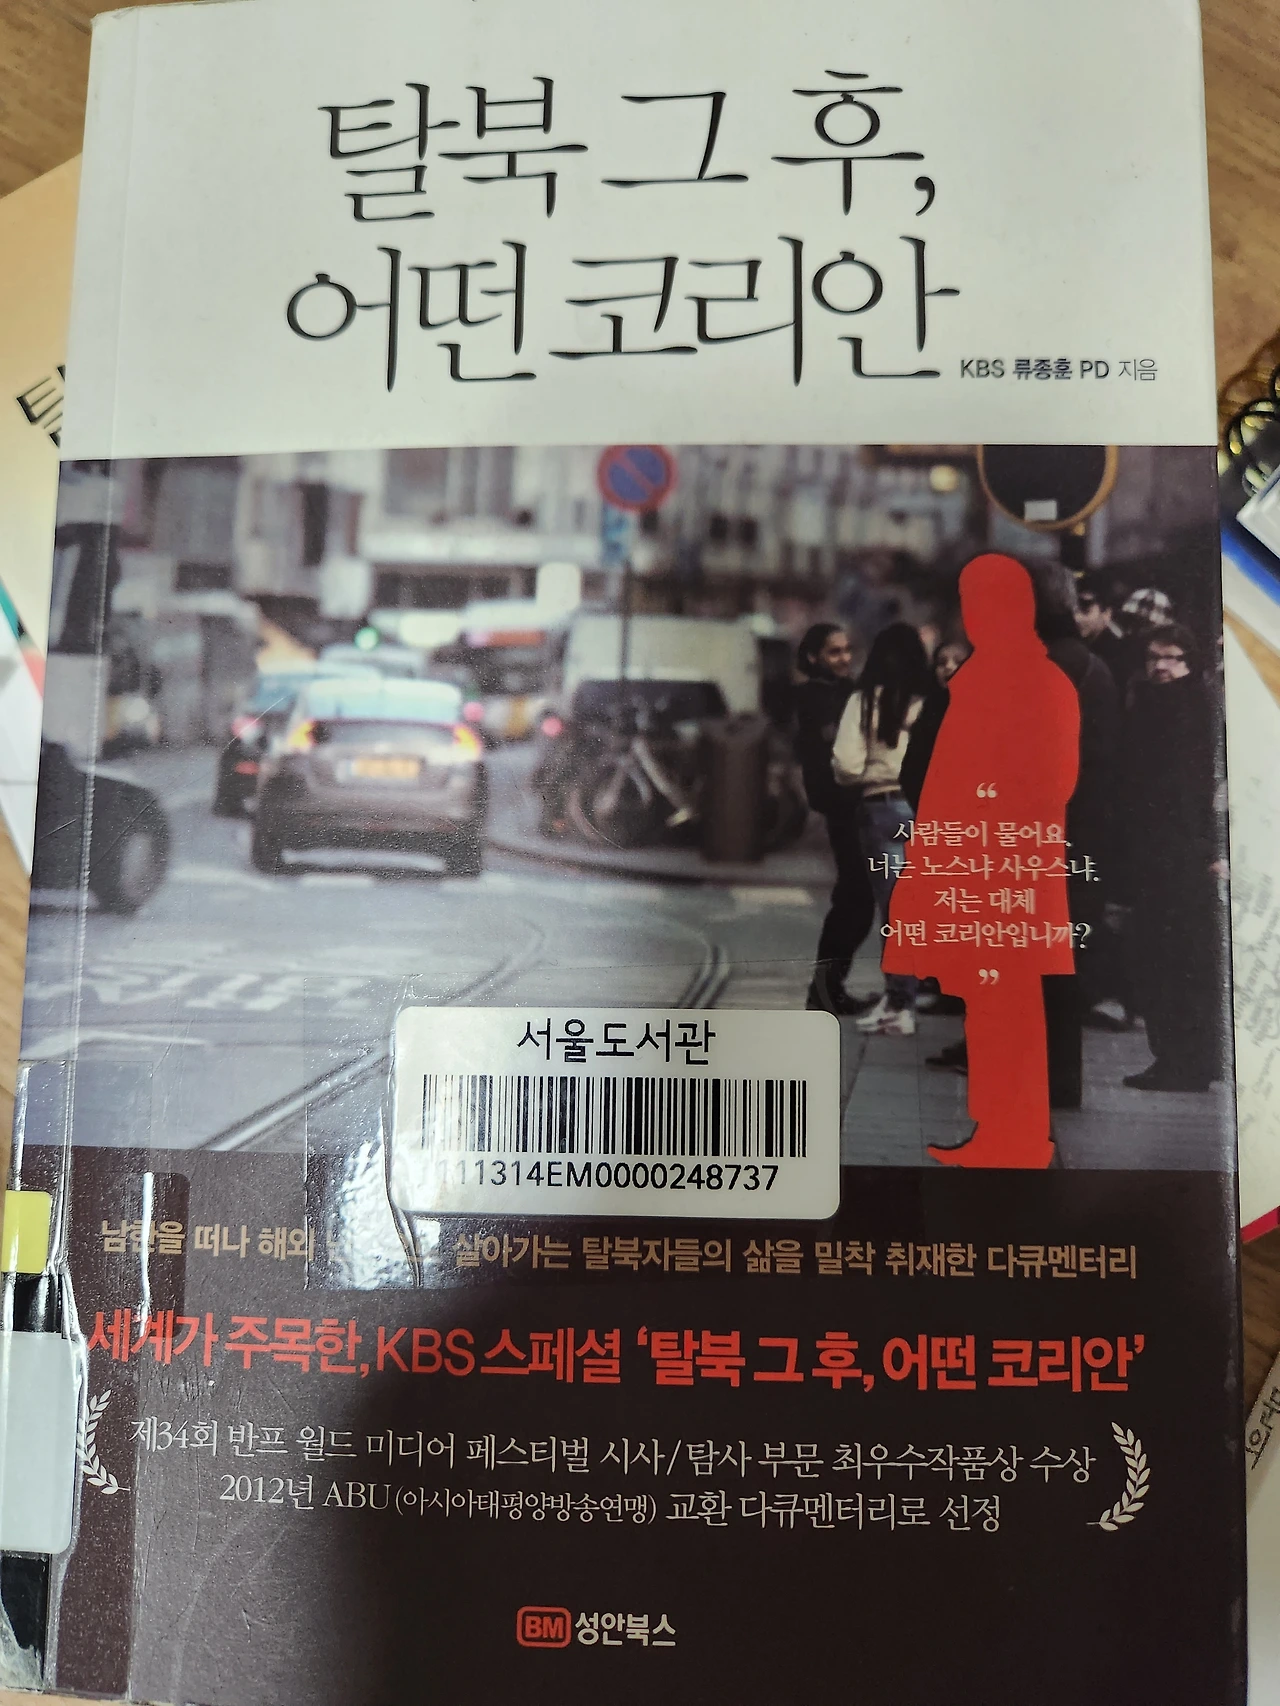 탈북 그 후,
어떤 코리안
KBS 류종훈 PD 지음
“
사람들이 물어요.
너는 노스냐 사우스냐.
저는 대체
어떤 코리안입니까?
”
서울도서관
111314EM0000248737
남한을 떠나 해외 살아가는 탈북자들의 삶을 밀착 취재한 다큐멘터리
세계가 주목한, KBS 스페셜 ‘탈북 그 후, 어떤 코리안’
제34회 반프 월드 미디어 페스티벌 시사/탐사 부문 최우수작품상 수상
2012년 ABU (아시아태평양방송연맹) 교환 다큐멘터리로 선정
BM 성안북스